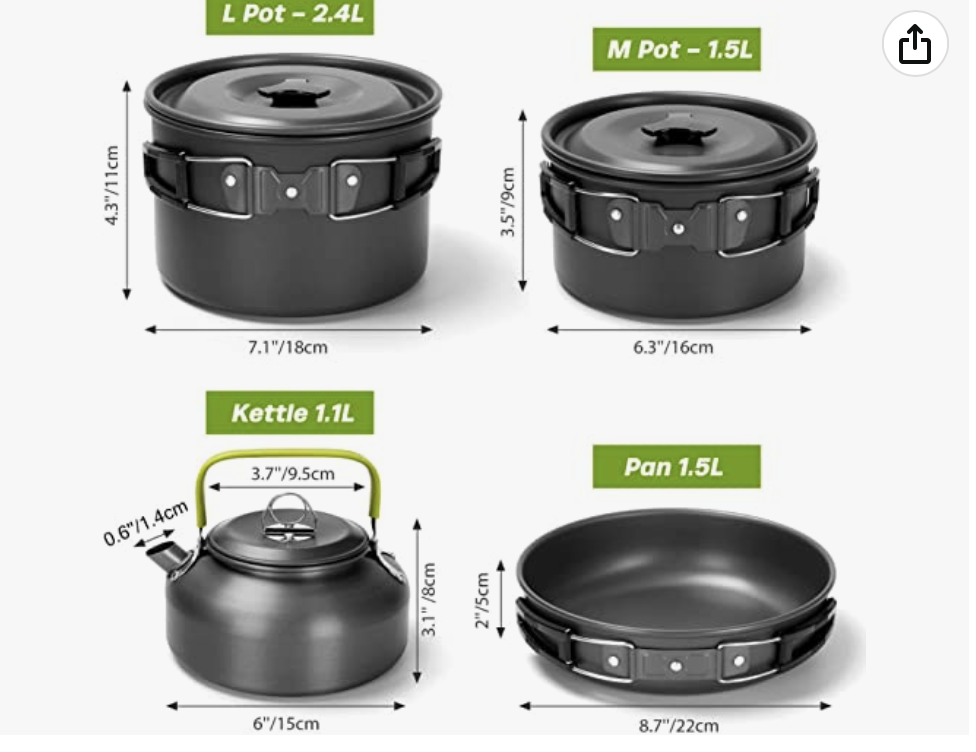 L Pot – 2.4L
M Pot – 1.5L
4.3"/11cm
3.5"/9cm
7.1"/18cm
6.3"/16cm
Kettle 1.1L
Pan 1.5L
3.7"/9.5cm
0.6"/1.4cm
3.1" /8cm
2"/5cm
6"/15cm
8.7"/22cm